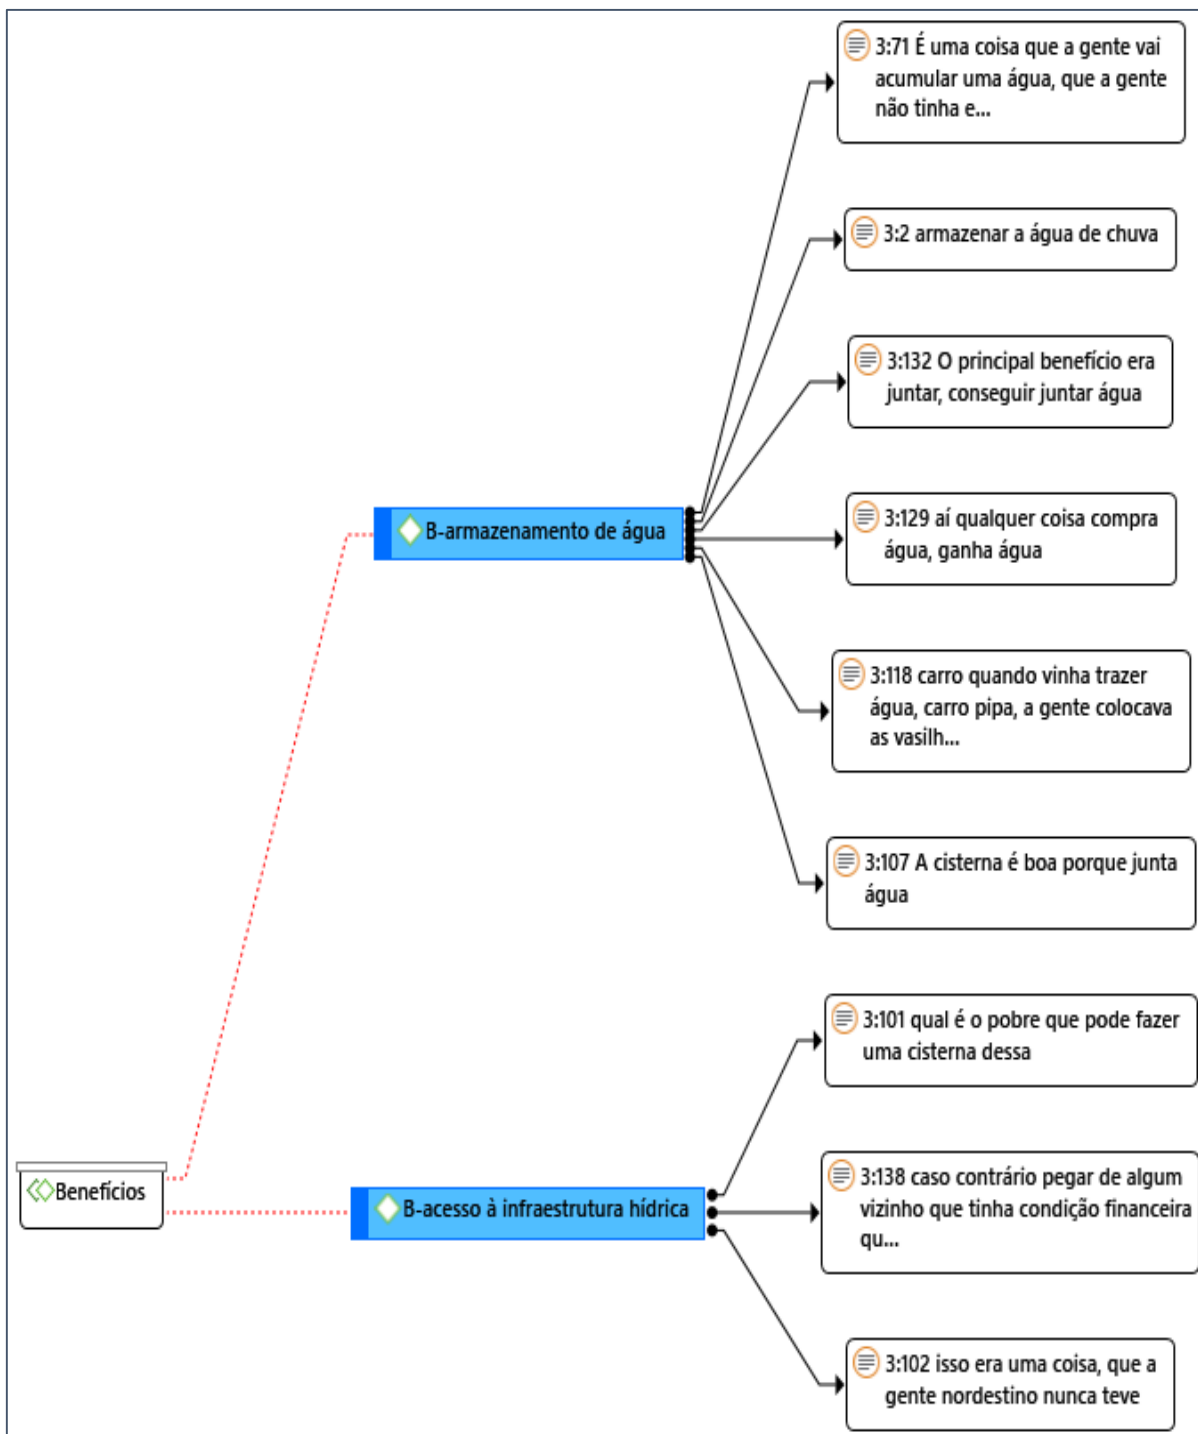 3:71 É uma coisa que a gente vai
acumular uma água, que a gente
não tinha e...
3:2 armazenar a água de chuva
3:132 O principal benefício era
juntar, conseguir juntar água
B-armazenamento de água
3:129 aí qualquer coisa compra
água, ganha água
3:118 carro quando vinha trazer
água, carro pipa, a gente colocava
as vasilh...
3:107 A cisterna é boa porque junta
água
3:101 qual é o pobre que pode fazer
uma cisterna dessa
Benefícios
B-acesso à infraestrutura hídrica
3:138 caso contrário pegar de algum
vizinho que tinha condição financeira
qu...
3:102 isso era uma coisa, que a
gente nordestino nunca teve